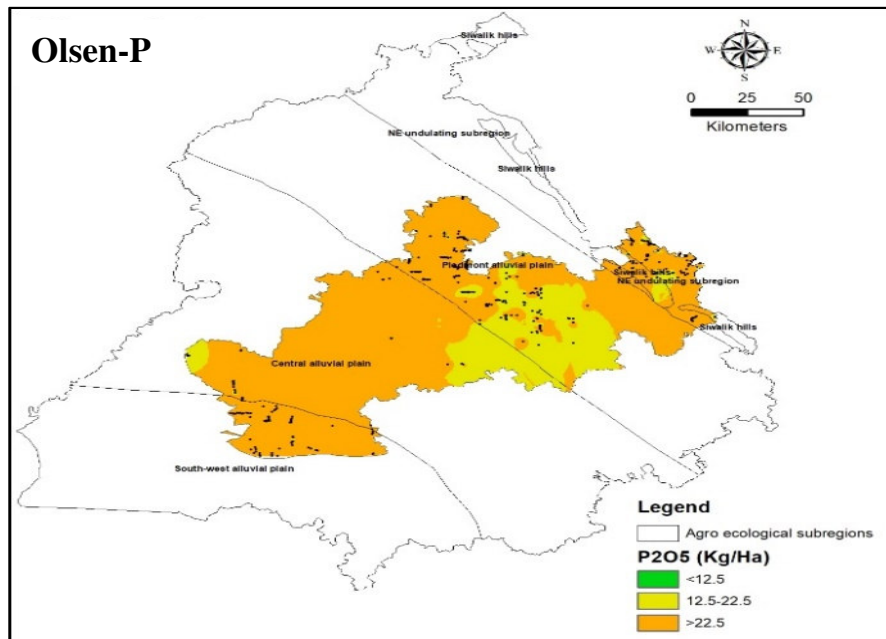 Olsen-P
Siwalik hills
N
W E
S
0 25 50
Kilometers
NE undulating subregion
Siwalik hills
Piedmont alluvial plain
Siwalik hills
NE undulating subregion
Siwalik hills
Central alluvial plain
South-west alluvial plain
Legend
Agro ecological subregions
P2O5 (Kg/Ha)
<12.5
12.5-22.5
>22.5